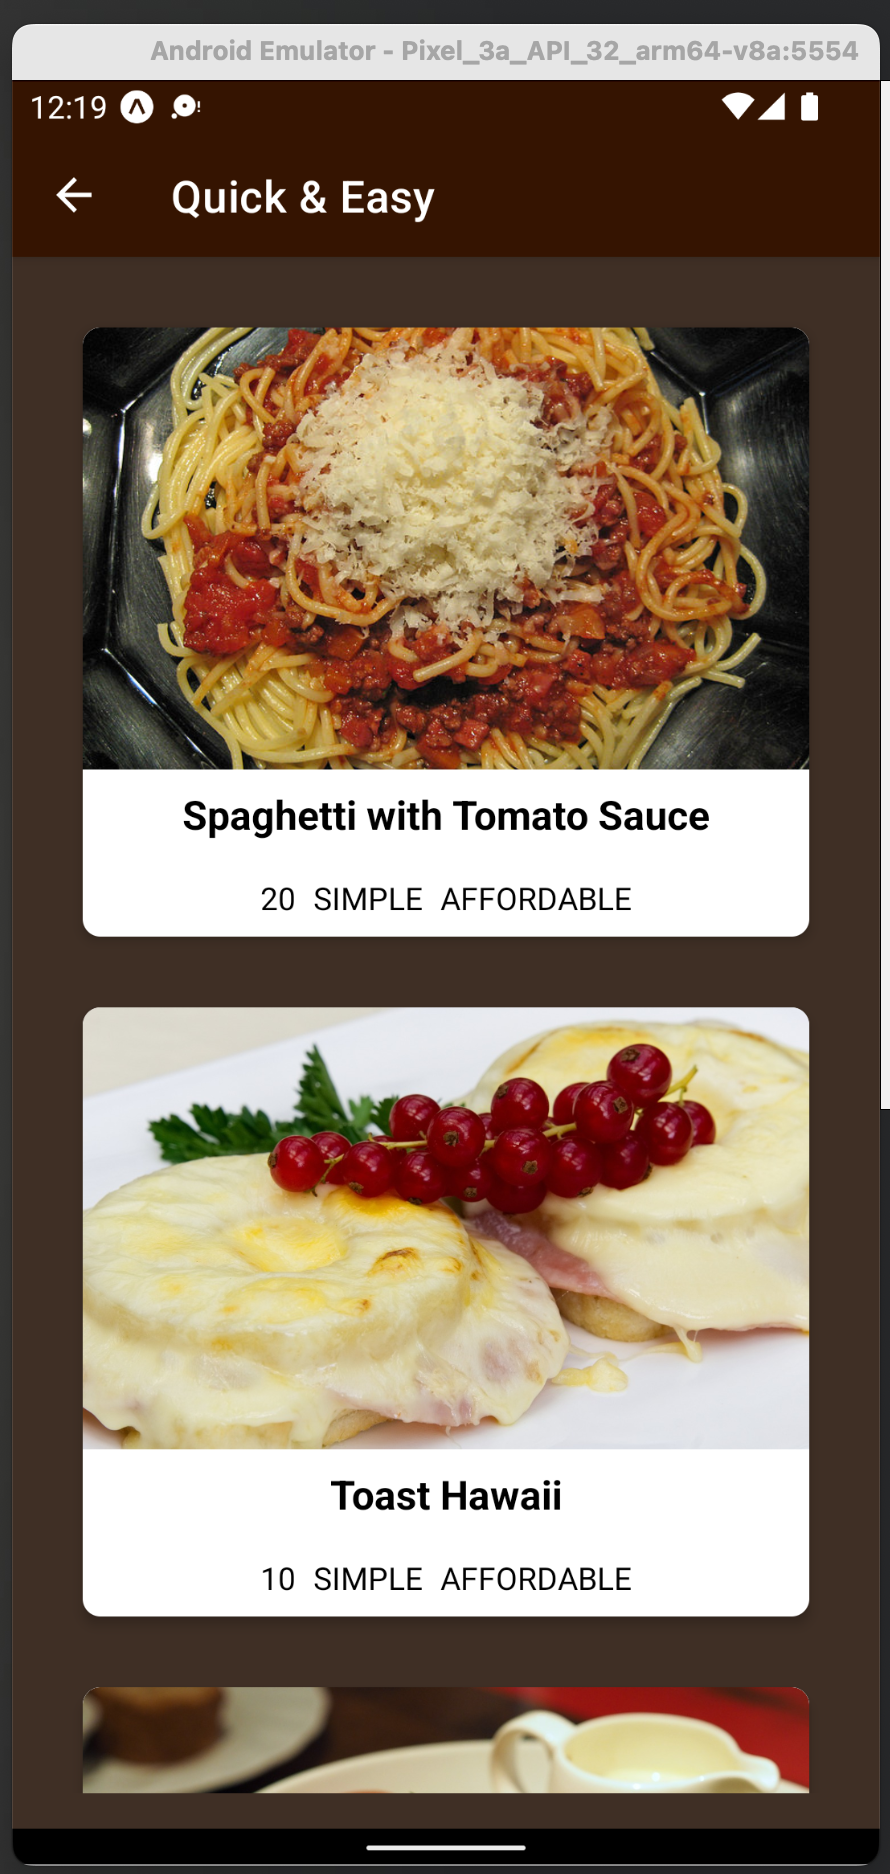 Android Emulator - Pixel_3a_API_32_arm64-v8a:5554
12:19
Quick & Easy
Spaghetti with Tomato Sauce
20 SIMPLE AFFORDABLE
Toast Hawaii
10 SIMPLE AFFORDABLE